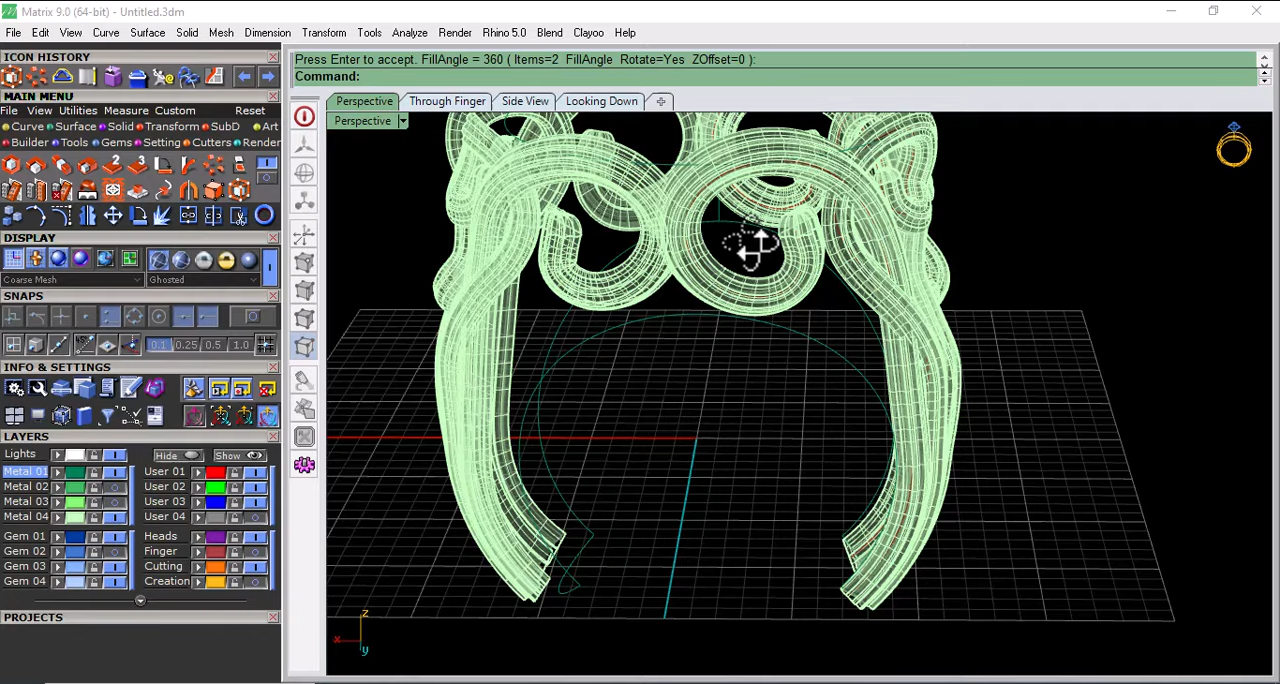 Matrix 9.0 (64-bit) - Untitled.3dm
File Edit View Curve Surface Solid Mesh Dimension Transform Tools Analyze Render Rhino 5.0 Blend Clayoo Help
ICON HISTORY
Press Enter to accept. FillAngle = 360 ( Items=2 FillAngle Rotate=Yes ZOffset=0 ):
Command:
MAIN MENU
File View Utilities Measure Custom Reset
Curve Surface Solid Transform SubD Art
Builder Tools Gems Setting Cutters Render
Perspective Through Finger Side View Looking Down
Perspective
DISPLAY
Coarse Mesh Ghosted
SNAPS
0.1 0.25 0.5 1.0
INFO & SETTINGS
LAYERS
Lights Hide Show
Metal 01 User 01
Metal 02 User 02
Metal 03 User 03
Metal 04 User 04
Gem 01 Heads
Gem 02 Finger
Gem 03 Cutting
Gem 04 Creation
PROJECTS
z
x
y